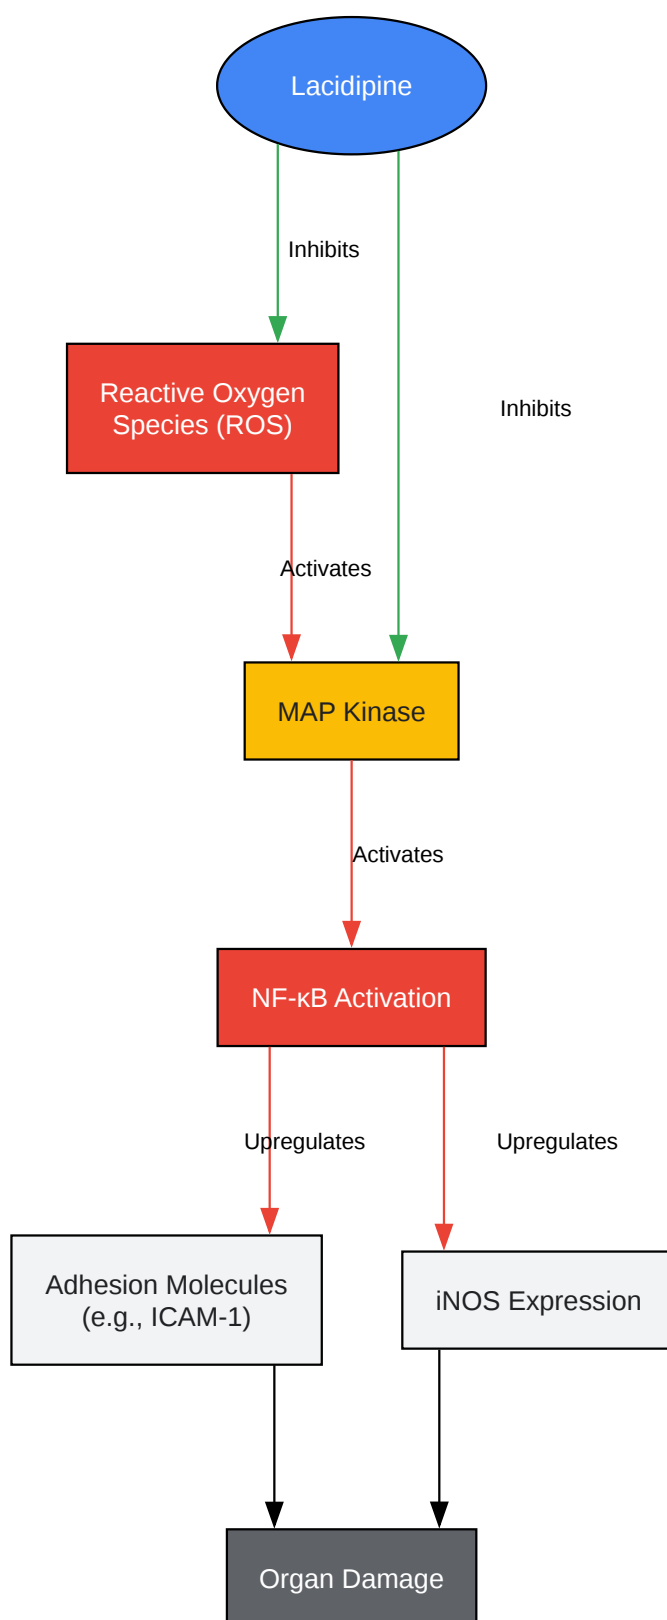 Lacidipine
Inhibits
Reactive Oxygen
Species (ROS)
Inhibits
Activates
MAP Kinase
Activates
NF-κB Activation
Upregulates
Upregulates
Adhesion Molecules
(e.g., ICAM-1)
iNOS Expression
Organ Damage